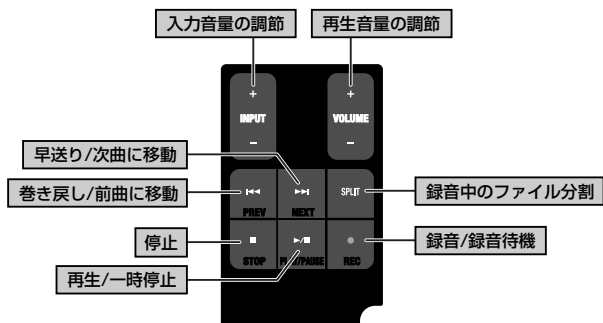 入力音量の調節
再生音量の調節
+
+
INPUT
VOLUME
−
−
早送り/次曲に移動
巻き戻し/前曲に移動
SPLIT
録音中のファイル分割
PREV
NEXT
停止
録音/録音待機
STOP
PLAY/PAUSE
REC
再生/一時停止